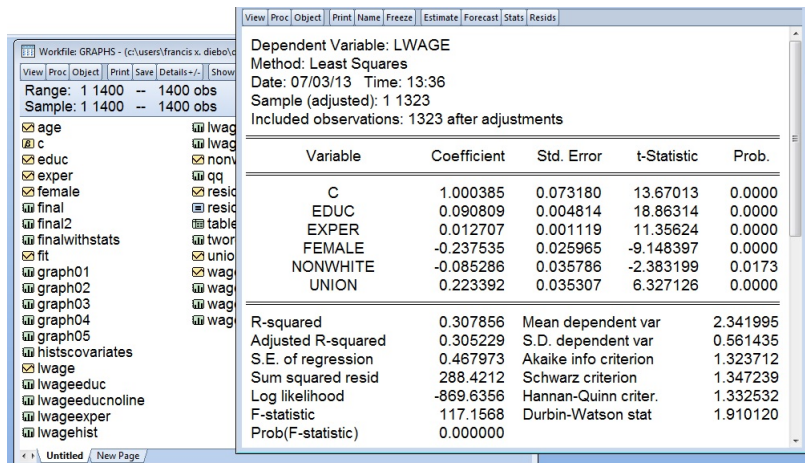 Workfile: GRAPHS - (c:\users\francis x. diebo\d
View Proc Object Print Save Details+/- Show
Range: 1 1400 -- 1400 obs
Sample: 1 1400 -- 1400 obs
age
c
educ
exper
female
final
final2
finalwithstats
fit
graph01
graph02
graph03
graph04
graph05
histscovariates
lwage
lwageeduc
lwageeducnoline
lwageexper
lwagehist
lwag
lwag
nonv
qq
resid
resid
table
twor
unio
wag
wag
wag
wag
Untitled New Page
View Proc Object Print Name Freeze Estimate Forecast Stats Resids
Dependent Variable: LWAGE
Method: Least Squares
Date: 07/03/13 Time: 13:36
Sample (adjusted): 1 1323
Included observations: 1323 after adjustments
Variable Coefficient Std. Error t-Statistic Prob.
C 1.000385 0.073180 13.67013 0.0000
EDUC 0.090809 0.004814 18.86314 0.0000
EXPER 0.012707 0.001119 11.35624 0.0000
FEMALE -0.237535 0.025965 -9.148397 0.0000
NONWHITE -0.085286 0.035786 -2.383199 0.0173
UNION 0.223392 0.035307 6.327126 0.0000
R-squared 0.307856 Mean dependent var 2.341995
Adjusted R-squared 0.305229 S.D. dependent var 0.561435
S.E. of regression 0.467973 Akaike info criterion 1.323712
Sum squared resid 288.4212 Schwarz criterion 1.347239
Log likelihood -869.6356 Hannan-Quinn criter. 1.332532
F-statistic 117.1568 Durbin-Watson stat 1.910120
Prob(F-statistic) 0.000000